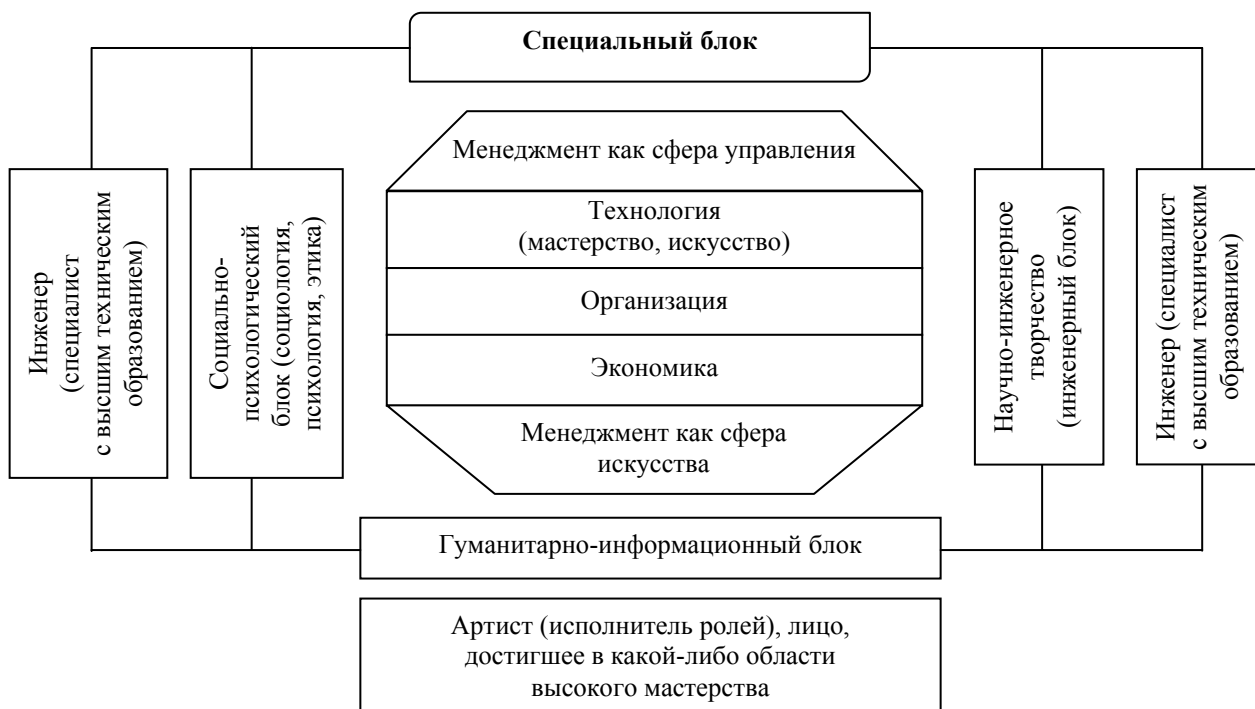 Специальный блок
Менеджмент как сфера управления
Инженер
(специалист
с высшим техническим
образованием)
Социально-
психологический
блок (социология,
психология, этика)
Технология
(мастерство, искусство)
Организация
Экономика
Менеджмент как сфера
искусства
Научно-инженерное
творчество
(инженерный блок)
Инженер (специалист
с высшим техническим
образованием)
Гуманитарно-информационный блок
Артист (исполнитель ролей), лицо,
достигшее в какой-либо области
высокого мастерства